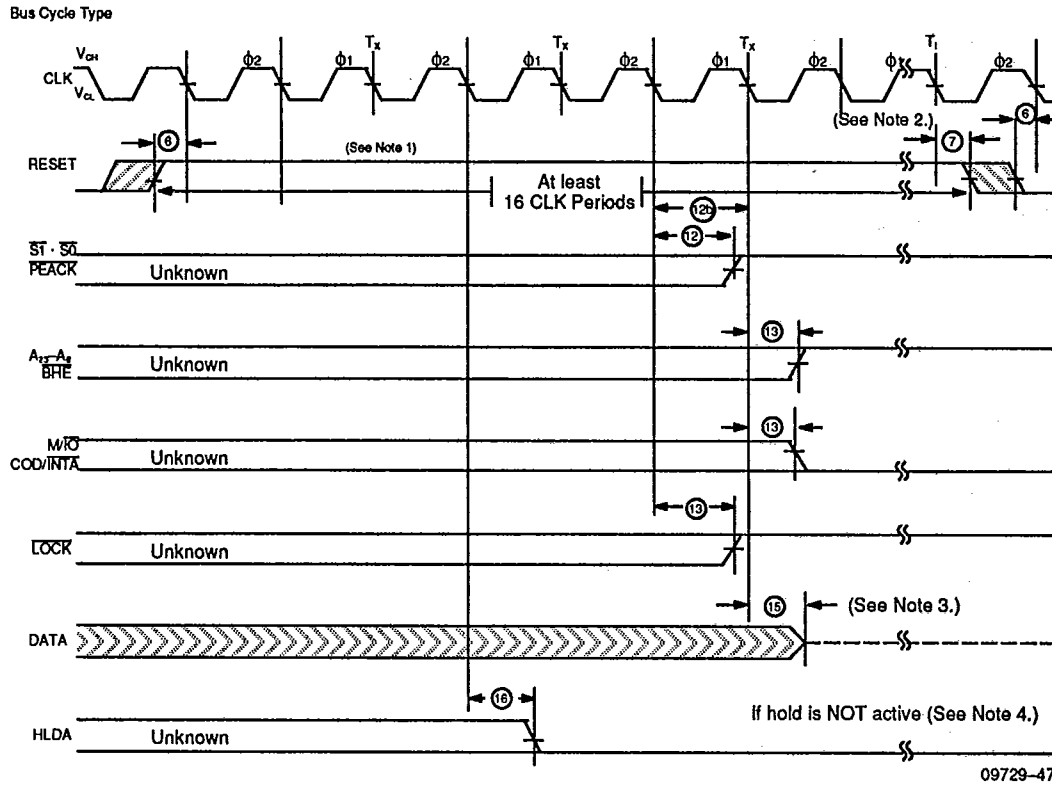 Bus Cycle Type
V_CH
CLK
V_CL
ϕ2 ϕ1 T_X ϕ2 ϕ1 T_X ϕ2 ϕ1 T_X ϕ2 ϕ T_I ϕ2
(See Note 2.)
6 7 6
RESET
(See Note 1)
At least
16 CLK Periods
12b
12
S̅1̅ · S̅0̅
P̅E̅A̅C̅K̅
Unknown
13
A₂₃–A₀
B̅H̅E̅
Unknown
13
M/I̅O̅
COD/I̅N̅T̅A̅
Unknown
13
L̅O̅C̅K̅
Unknown
15
(See Note 3.)
DATA
16
if hold is NOT active (See Note 4.)
HLDA
Unknown
09729–47